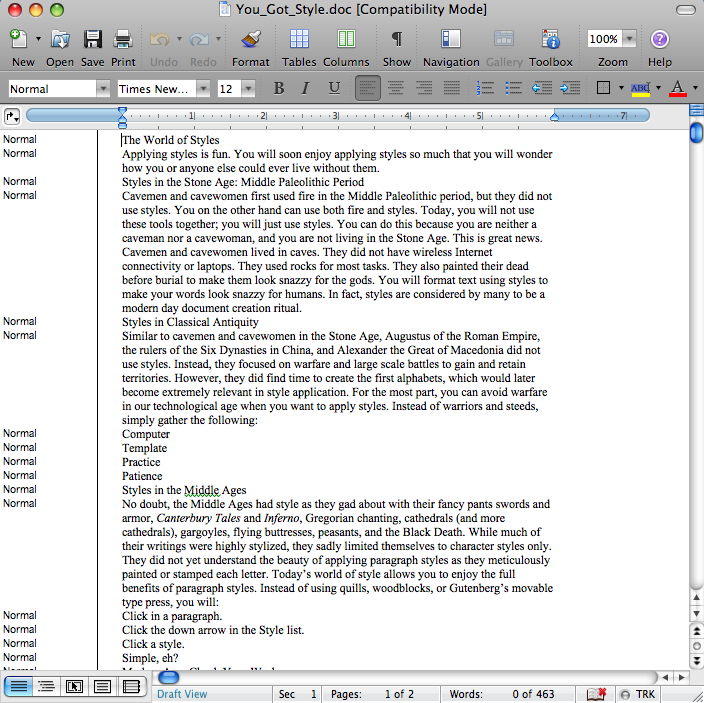 You_Got_Style.doc [Compatibility Mode]
New Open Save Print Undo Redo Format Tables Columns Show Navigation Gallery Toolbox 100% Zoom Help
Normal Times New... 12 B I U ABC A
1 2 3 4 5 7
Normal The World of Styles
Normal Applying styles is fun. You will soon enjoy applying styles so much that you will wonder
how you or anyone else could ever live without them.
Normal Styles in the Stone Age: Middle Paleolithic Period
Normal Cavemen and cavewomen first used fire in the Middle Paleolithic period, but they did not
use styles. You on the other hand can use both fire and styles. Today, you will not use
these tools together; you will just use styles. You can do this because you are neither a
caveman nor a cavewoman, and you are not living in the Stone Age. This is great news.
Cavemen and cavewomen lived in caves. They did not have wireless Internet
connectivity or laptops. They used rocks for most tasks. They also painted their dead
before burial to make them look snazzy for the gods. You will format text using styles to
make your words look snazzy for humans. In fact, styles are considered by many to be a
modern day document creation ritual.
Normal Styles in Classical Antiquity
Normal Similar to cavemen and cavewomen in the Stone Age, Augustus of the Roman Empire,
the rulers of the Six Dynasties in China, and Alexander the Great of Macedonia did not
use styles. Instead, they focused on warfare and large scale battles to gain and retain
territories. However, they did find time to create the first alphabets, which would later
become extremely relevant in style application. For the most part, you can avoid warfare
in our technological age when you want to apply styles. Instead of warriors and steeds,
simply gather the following:
Normal Computer
Normal Template
Normal Practice
Normal Patience
Normal Styles in the Middle Ages
Normal No doubt, the Middle Ages had style as they gad about with their fancy pants swords and
armor, Canterbury Tales and Inferno, Gregorian chanting, cathedrals (and more
cathedrals), gargoyles, flying buttresses, peasants, and the Black Death. While much of
their writings were highly stylized, they sadly limited themselves to character styles only.
They did not yet understand the beauty of applying paragraph styles as they meticulously
painted or stamped each letter. Today's world of style allows you to enjoy the full
benefits of paragraph styles. Instead of using quills, woodblocks, or Gutenberg's movable
type press, you will:
Normal Click in a paragraph.
Normal Click the down arrow in the Style list.
Normal Click a style.
Normal Simple, eh?
Draft View Sec 1 Pages: 1 of 2 Words: 0 of 463 TRK